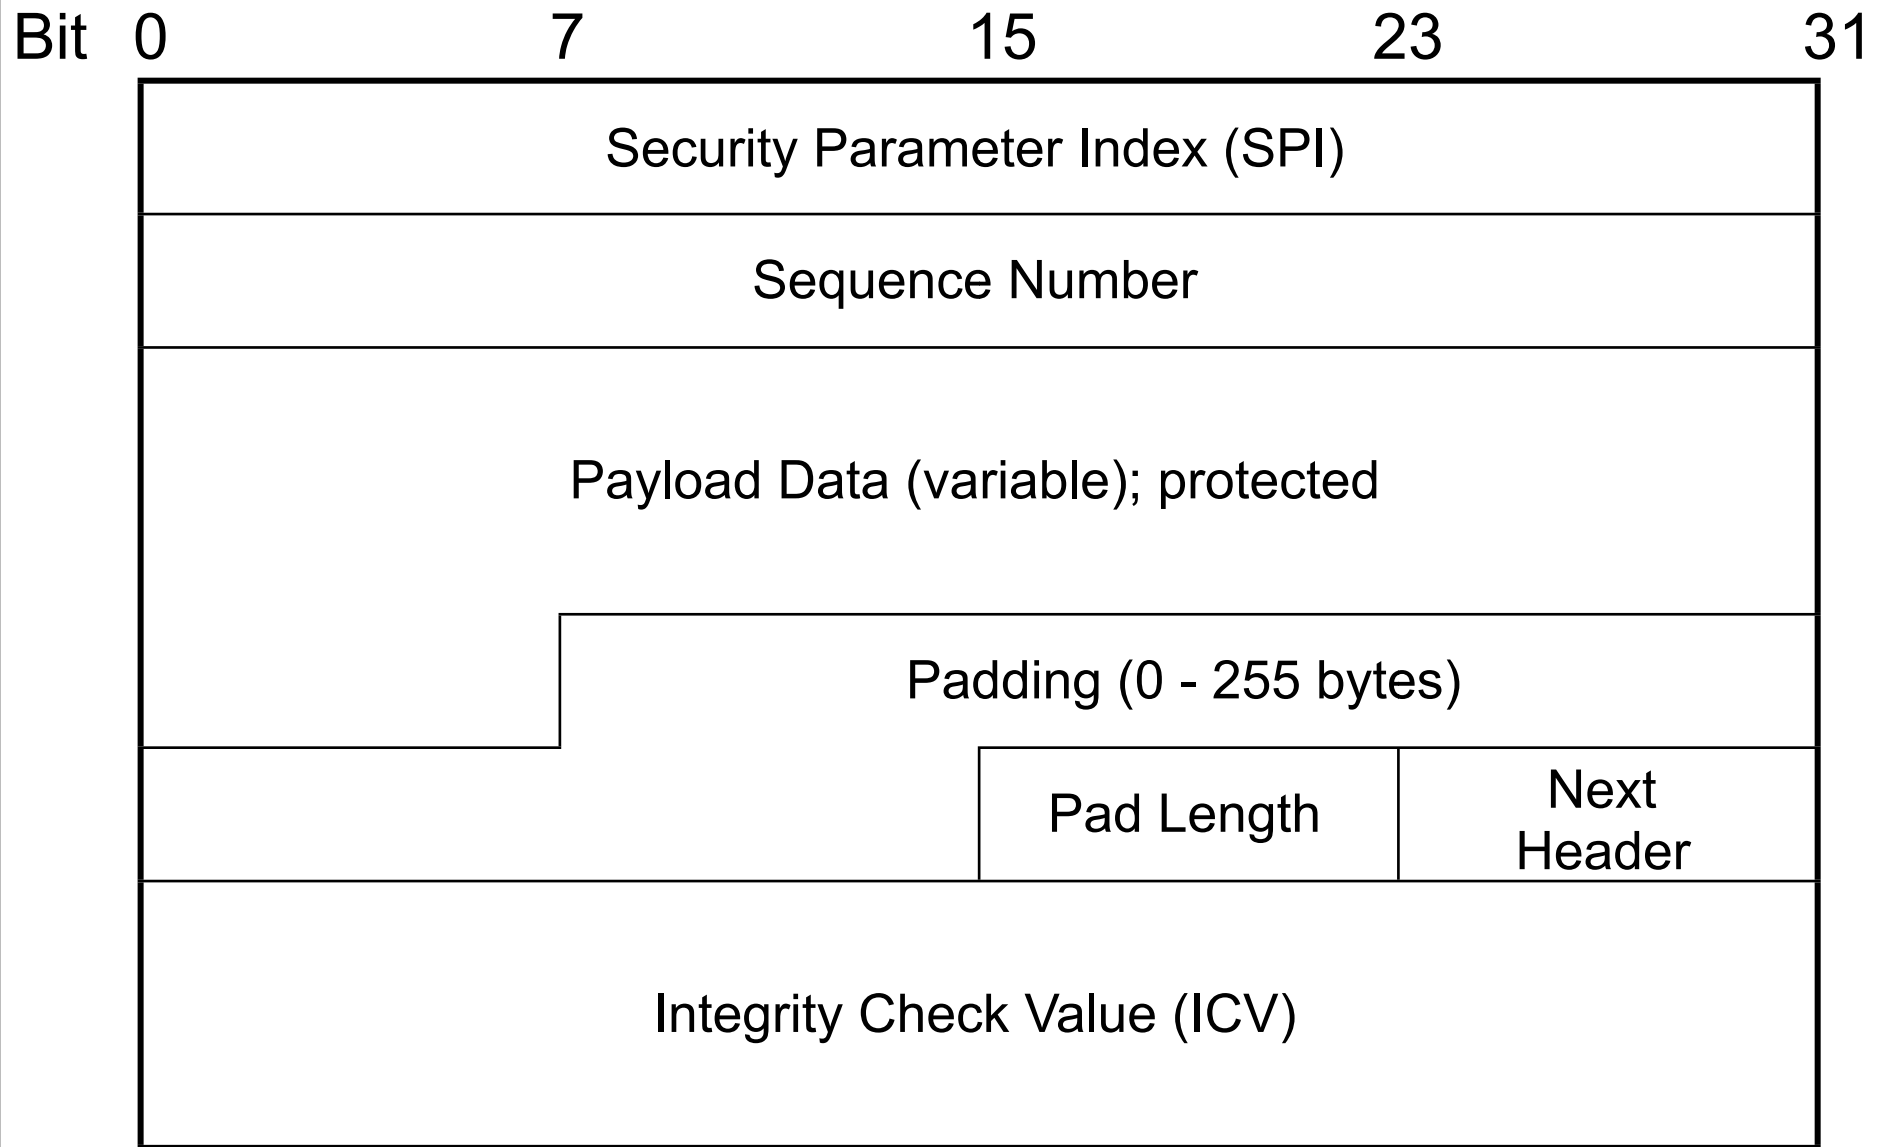 Bit 0 7 15 23 31
Security Parameter Index (SPI)
Sequence Number
Payload Data (variable); protected
Padding (0 - 255 bytes)
Pad Length
Next
Header
Integrity Check Value (ICV)